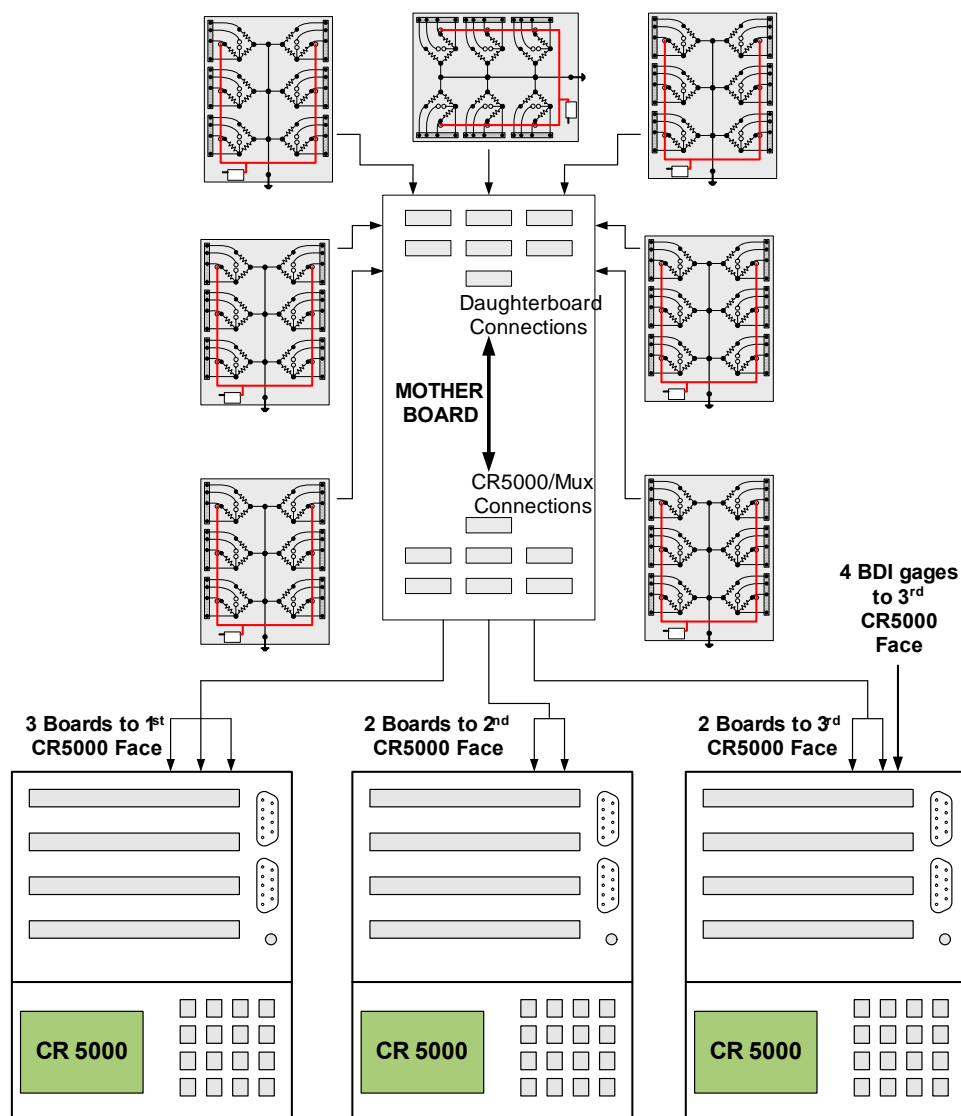 Daughterboard
Connections
MOTHER
BOARD
CR5000/Mux
Connections
4 BDI gages
to 3rd
CR5000
Face
3 Boards to 1st
CR5000 Face
2 Boards to 2nd
CR5000 Face
2 Boards to 3rd
CR5000 Face
CR 5000
CR 5000
CR 5000